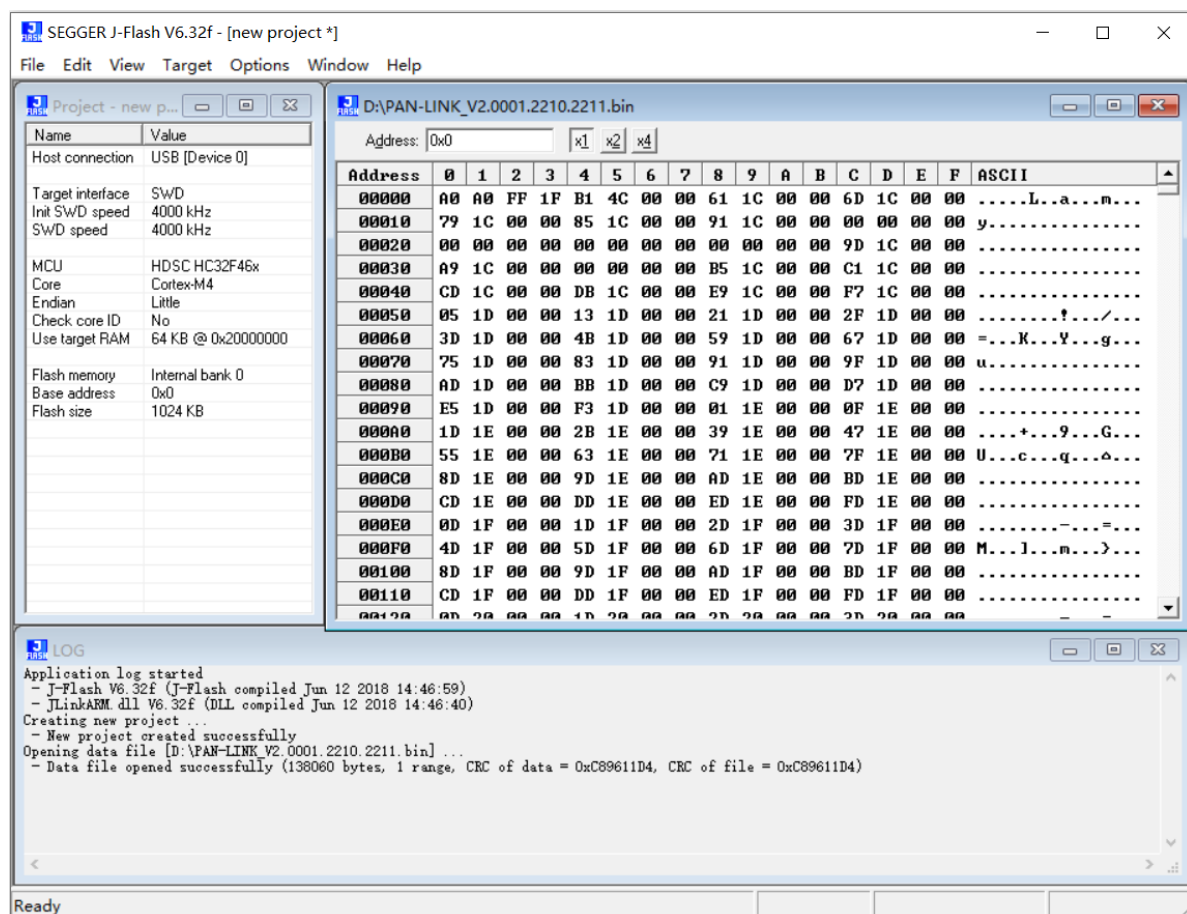 SEGGER J-Flash V6.32f - [new project *]
File Edit View Target Options Window Help
Project - new p...
Name Value
Host connection USB [Device 0]
Target interface SWD
Init SWD speed 4000 kHz
SWD speed 4000 kHz
MCU HDSC HC32F46x
Core Cortex-M4
Endian Little
Check core ID No
Use target RAM 64 KB @ 0x20000000
Flash memory Internal bank 0
Base address 0x0
Flash size 1024 KB
D:\PAN-LINK_V2.0001.2210.2211.bin
Address: 0x0 x1 x2 x4
Address 0 1 2 3 4 5 6 7 8 9 A B C D E F ASCII
00000 A0 A0 FF 1F B1 4C 00 00 61 1C 00 00 6D 1C 00 00 .....L..a...m...
00010 79 1C 00 00 85 1C 00 00 91 1C 00 00 00 00 00 00 y...............
00020 00 00 00 00 00 00 00 00 00 00 00 00 9D 1C 00 00 ................
00030 A9 1C 00 00 00 00 00 00 B5 1C 00 00 C1 1C 00 00 ................
00040 CD 1C 00 00 DB 1C 00 00 E9 1C 00 00 F7 1C 00 00 ................
00050 05 1D 00 00 13 1D 00 00 21 1D 00 00 2F 1D 00 00 ........!.../...
00060 3D 1D 00 00 4B 1D 00 00 59 1D 00 00 67 1D 00 00 =...K...Y...g...
00070 75 1D 00 00 83 1D 00 00 91 1D 00 00 9F 1D 00 00 u...............
00080 AD 1D 00 00 BB 1D 00 00 C9 1D 00 00 D7 1D 00 00 ................
00090 E5 1D 00 00 F3 1D 00 00 01 1E 00 00 0F 1E 00 00 ................
000A0 1D 1E 00 00 2B 1E 00 00 39 1E 00 00 47 1E 00 00 ....+...9...G...
000B0 55 1E 00 00 63 1E 00 00 71 1E 00 00 7F 1E 00 00 U...c...q...⌂...
000C0 8D 1E 00 00 9D 1E 00 00 AD 1E 00 00 BD 1E 00 00 ................
000D0 CD 1E 00 00 DD 1E 00 00 ED 1E 00 00 FD 1E 00 00 ................
000E0 0D 1F 00 00 1D 1F 00 00 2D 1F 00 00 3D 1F 00 00 ........-...=...
000F0 4D 1F 00 00 5D 1F 00 00 6D 1F 00 00 7D 1F 00 00 M...]...m...}...
00100 8D 1F 00 00 9D 1F 00 00 AD 1F 00 00 BD 1F 00 00 ................
00110 CD 1F 00 00 DD 1F 00 00 ED 1F 00 00 FD 1F 00 00 ................
00120 0D 20 00 00 1D 20 00 00 2D 20 00 00 3D 20 00 00
LOG
Application log started
- J-Flash V6.32f (J-Flash compiled Jun 12 2018 14:46:59)
- JLinkARM.dll V6.32f (DLL compiled Jun 12 2018 14:46:40)
Creating new project ...
- New project created successfully
Opening data file [D:\PAN-LINK_V2.0001.2210.2211.bin] ...
- Data file opened successfully (138060 bytes, 1 range, CRC of data = 0xC89611D4, CRC of file = 0xC89611D4)
Ready